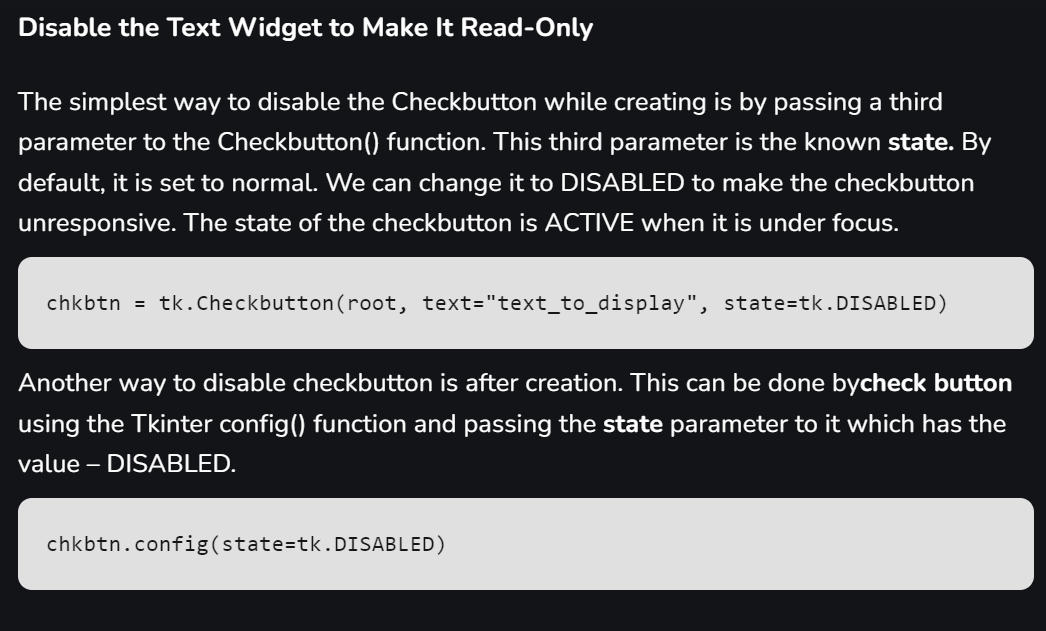 Disable the Text Widget to Make It Read-Only
The simplest way to disable the Checkbutton while creating is by passing a third
parameter to the Checkbutton() function. This third parameter is the known state. By
default, it is set to normal. We can change it to DISABLED to make the checkbutton
unresponsive. The state of the checkbutton is ACTIVE when it is under focus.
chkbtn = tk.Checkbutton(root, text="text_to_display", state=tk.DISABLED)
Another way to disable checkbutton is after creation. This can be done bycheck button
using the Tkinter config() function and passing the state parameter to it which has the
value – DISABLED.
chkbtn.config(state=tk.DISABLED)